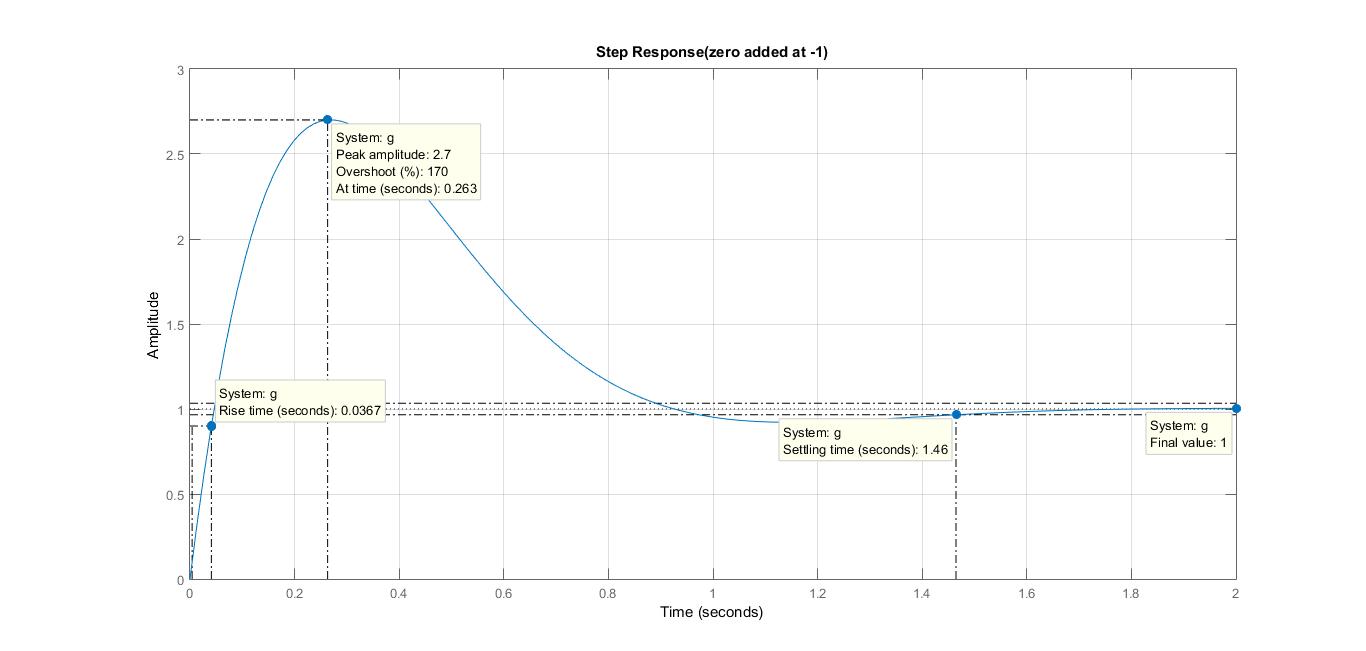 Step Response(zero added at -1)
3
2.5
2
1.5
1
0.5
0
Amplitude
System: g
Peak amplitude: 2.7
Overshoot (%): 170
At time (seconds): 0.263
System: g
Rise time (seconds): 0.0367
System: g
Settling time (seconds): 1.46
System: g
Final value: 1
0 0.2 0.4 0.6 0.8 1 1.2 1.4 1.6 1.8 2
Time (seconds)